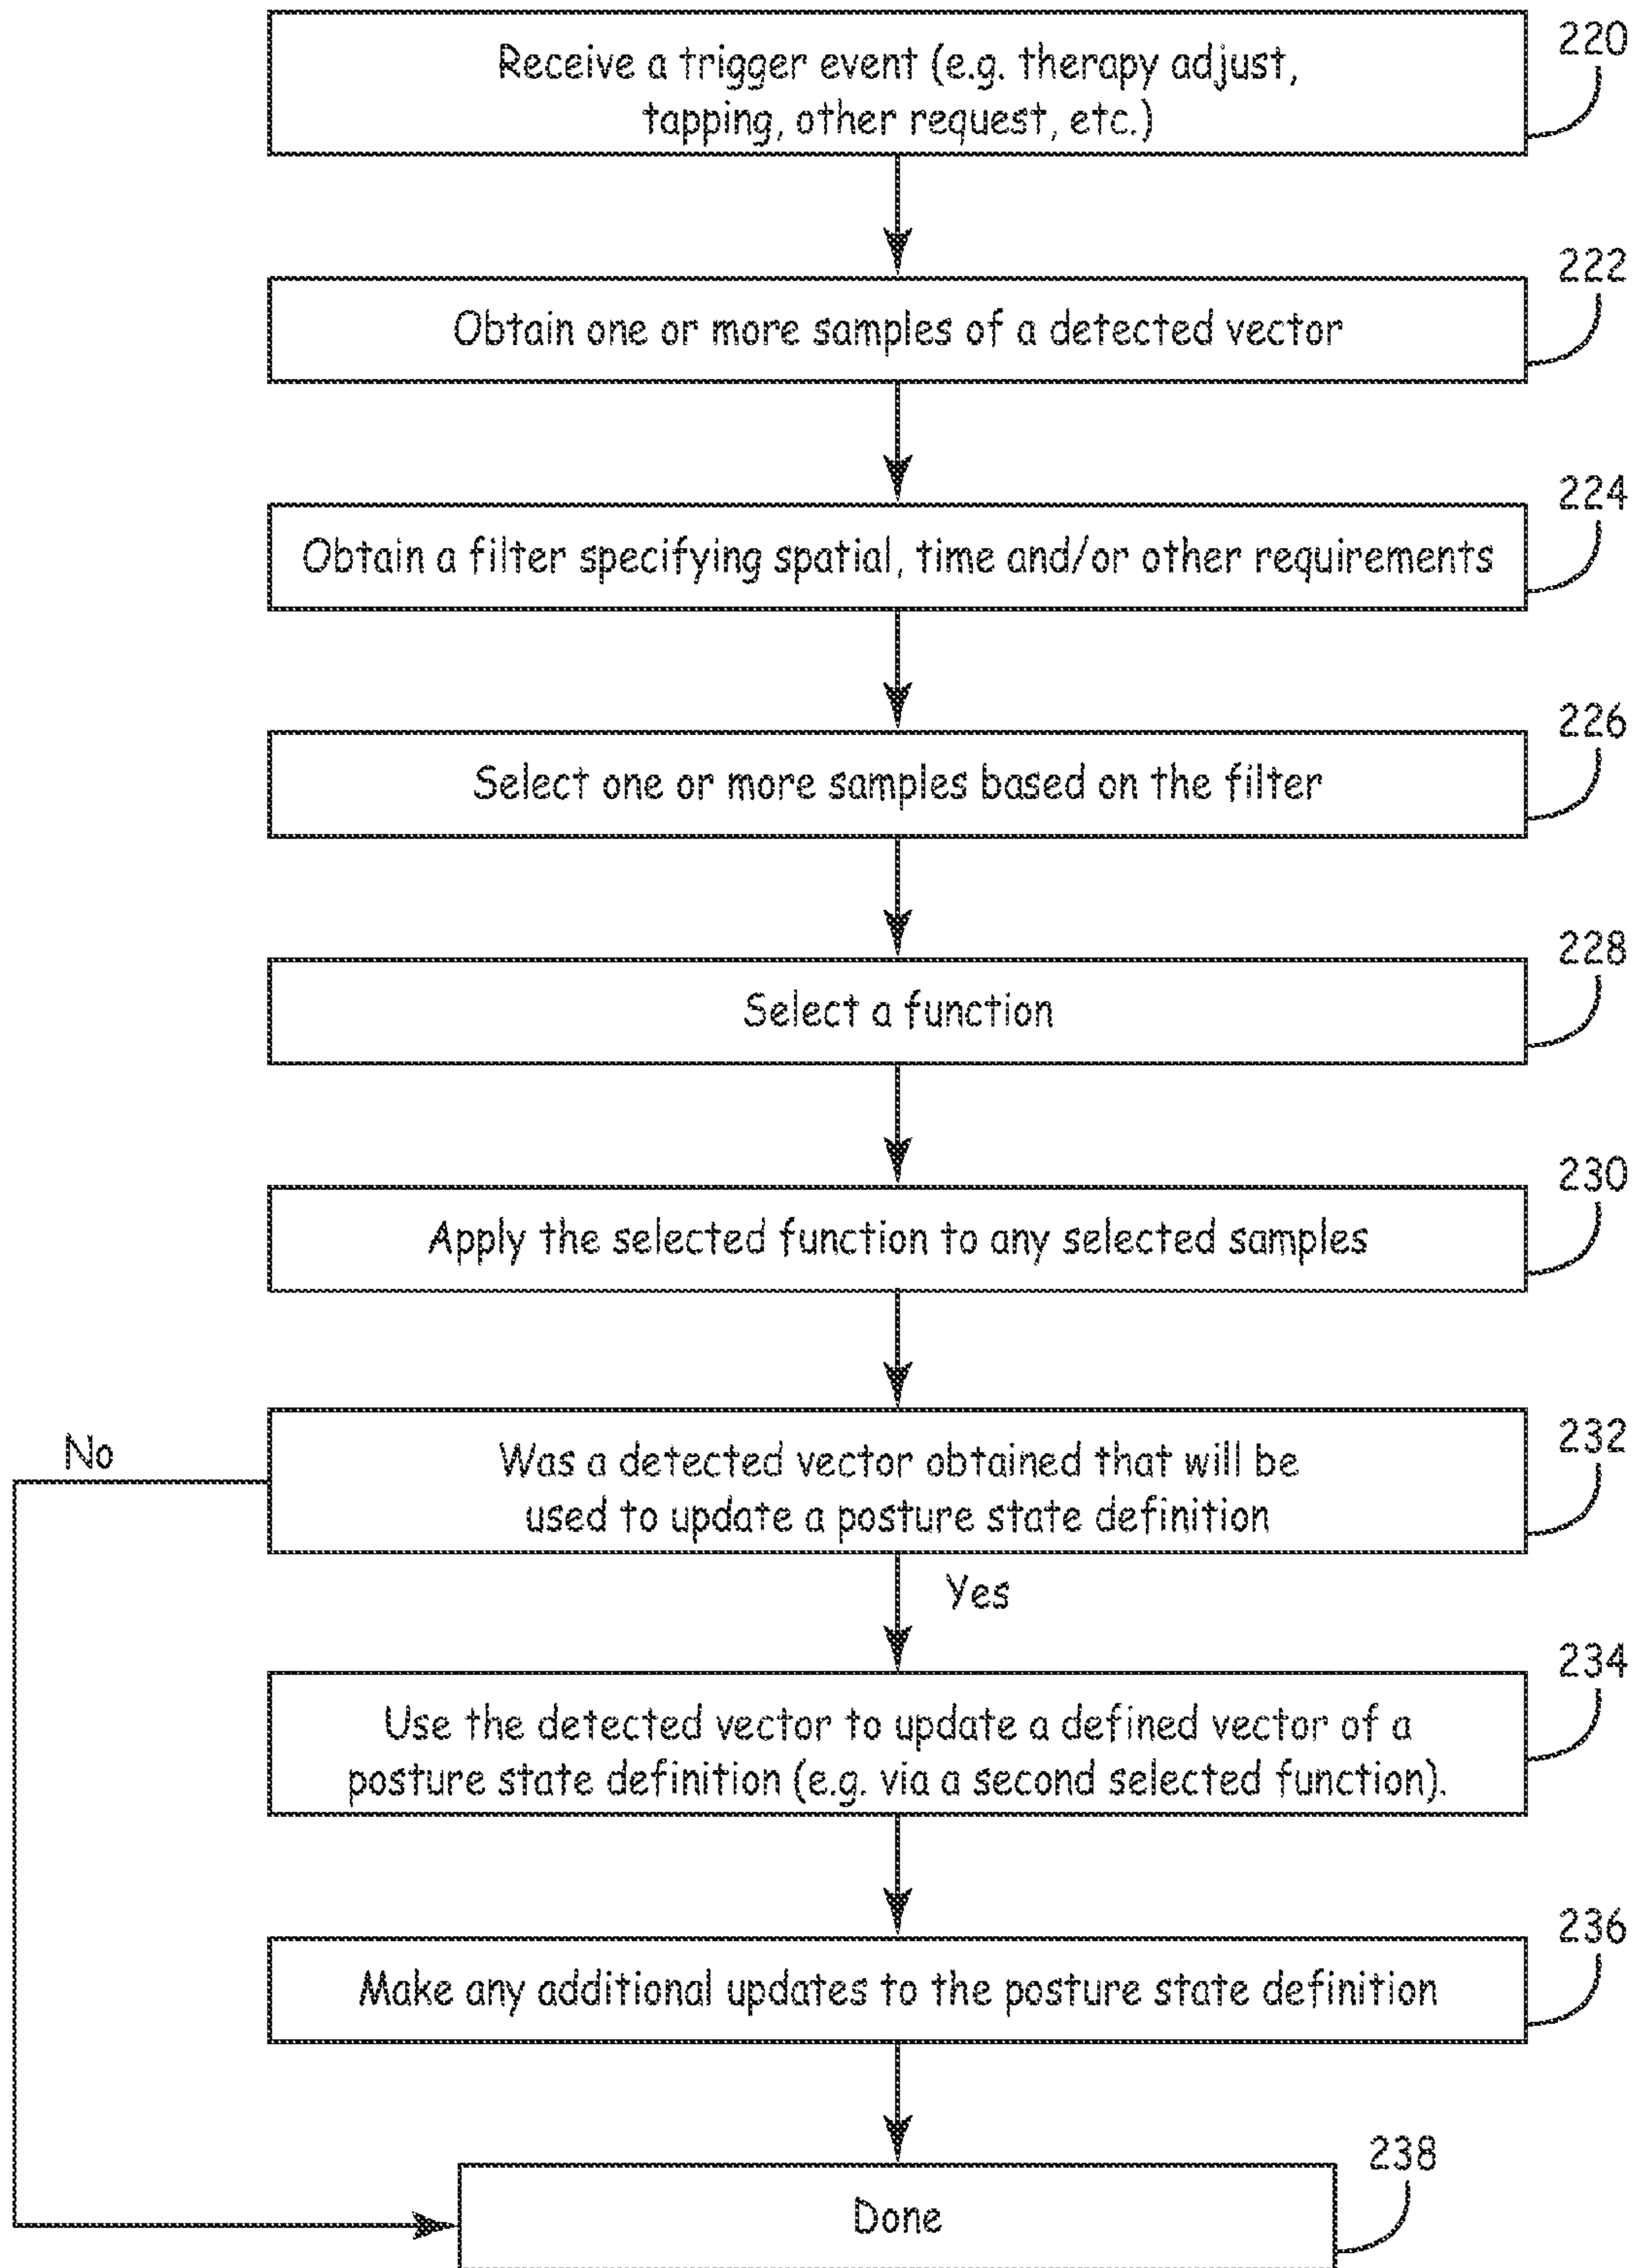 Receive a trigger event (e.g. therapy adjust,
tapping, other request, etc.)
220
Obtain one or more samples of a detected vector
222
Obtain a filter specifying spatial, time and/or other requirements
224
Select one or more samples based on the filter
226
Select a function
228
Apply the selected function to any selected samples
230
Was a detected vector obtained that will be
used to update a posture state definition
232
No
Yes
Use the detected vector to update a defined vector of a
posture state definition (e.g. via a second selected function).
234
Make any additional updates to the posture state definition
236
Done
238